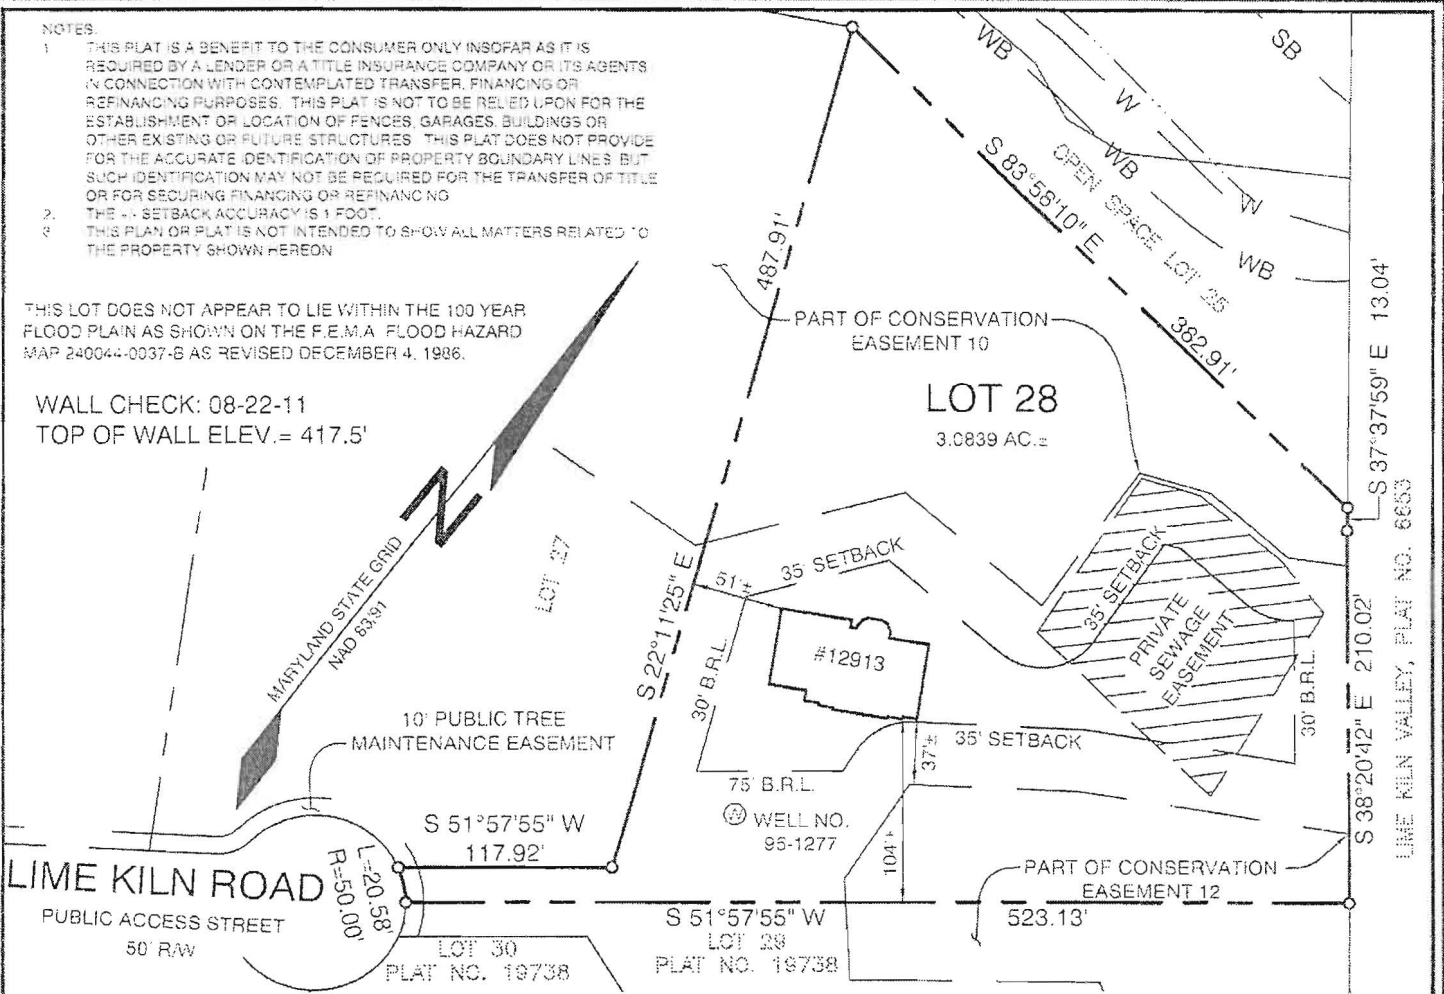 NOTES:
1 THIS PLAT IS A BENEFIT TO THE CONSUMER ONLY INSOFAR AS IT IS
REQUIRED BY A LENDER OR A TITLE INSURANCE COMPANY OR ITS AGENTS
IN CONNECTION WITH CONTEMPLATED TRANSFER, FINANCING OR
REFINANCING PURPOSES. THIS PLAT IS NOT TO BE RELIED UPON FOR THE
ESTABLISHMENT OR LOCATION OF FENCES, GARAGES, BUILDINGS OR
OTHER EXISTING OR FUTURE STRUCTURES. THIS PLAT DOES NOT PROVIDE
FOR THE ACCURATE IDENTIFICATION OF PROPERTY BOUNDARY LINES, BUT
SUCH IDENTIFICATION MAY NOT BE REQUIRED FOR THE TRANSFER OF TITLE
OR FOR SECURING FINANCING OR REFINANCING
2. THE +/- SETBACK ACCURACY IS 1 FOOT.
3 THIS PLAN OR PLAT IS NOT INTENDED TO SHOW ALL MATTERS RELATED TO
THE PROPERTY SHOWN HEREON
THIS LOT DOES NOT APPEAR TO LIE WITHIN THE 100 YEAR
FLOOD PLAIN AS SHOWN ON THE F.E.M.A. FLOOD HAZARD
MAP 240044-0037-B AS REVISED DECEMBER 4, 1986.
WALL CHECK: 08-22-11
TOP OF WALL ELEV.= 417.5'
N
MARYLAND STATE GRID
NAD 83/91
LOT 27
487.91'
S 22°11'25" E
WB
SB
W
WB
W
WB
S 83°58'10" E
382.91'
OPEN SPACE LOT 35
PART OF CONSERVATION
EASEMENT 10
LOT 28
3.0839 AC.±
S 37°37'59" E 13.04'
LIME KILN VALLEY, PLAT NO. 6653
S 38°20'42" E 210.02'
51'±
35' SETBACK
#12913
30' B.R.L.
35' SETBACK
PRIVATE
SEWAGE
EASEMENT
30' B.R.L.
35' SETBACK
37'±
75' B.R.L.
W WELL NO.
95-1277
104'±
10' PUBLIC TREE
MAINTENANCE EASEMENT
S 51°57'55" W
117.92'
L=20.58'
R=50.00'
LIME KILN ROAD
PUBLIC ACCESS STREET
50' R/W
PART OF CONSERVATION
EASEMENT 12
S 51°57'55" W
523.13'
LOT 29
PLAT NO. 19738
LOT 30
PLAT NO. 19738